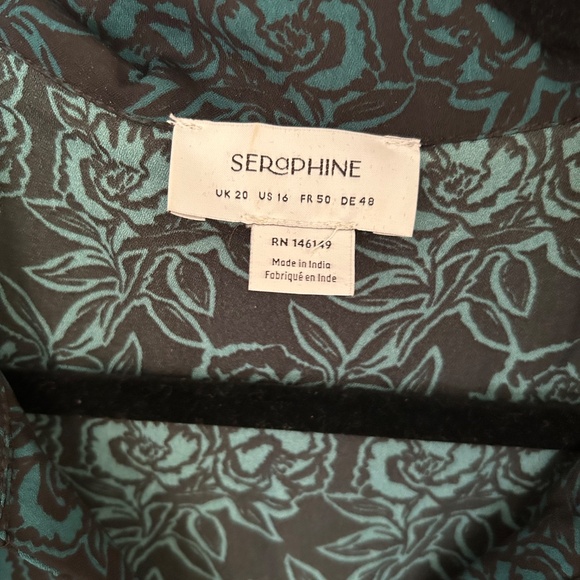 SERAPHINE
UK 20 US 16 FR 50 DE 48
RN 146149
Made in India
Fabriqué en Inde